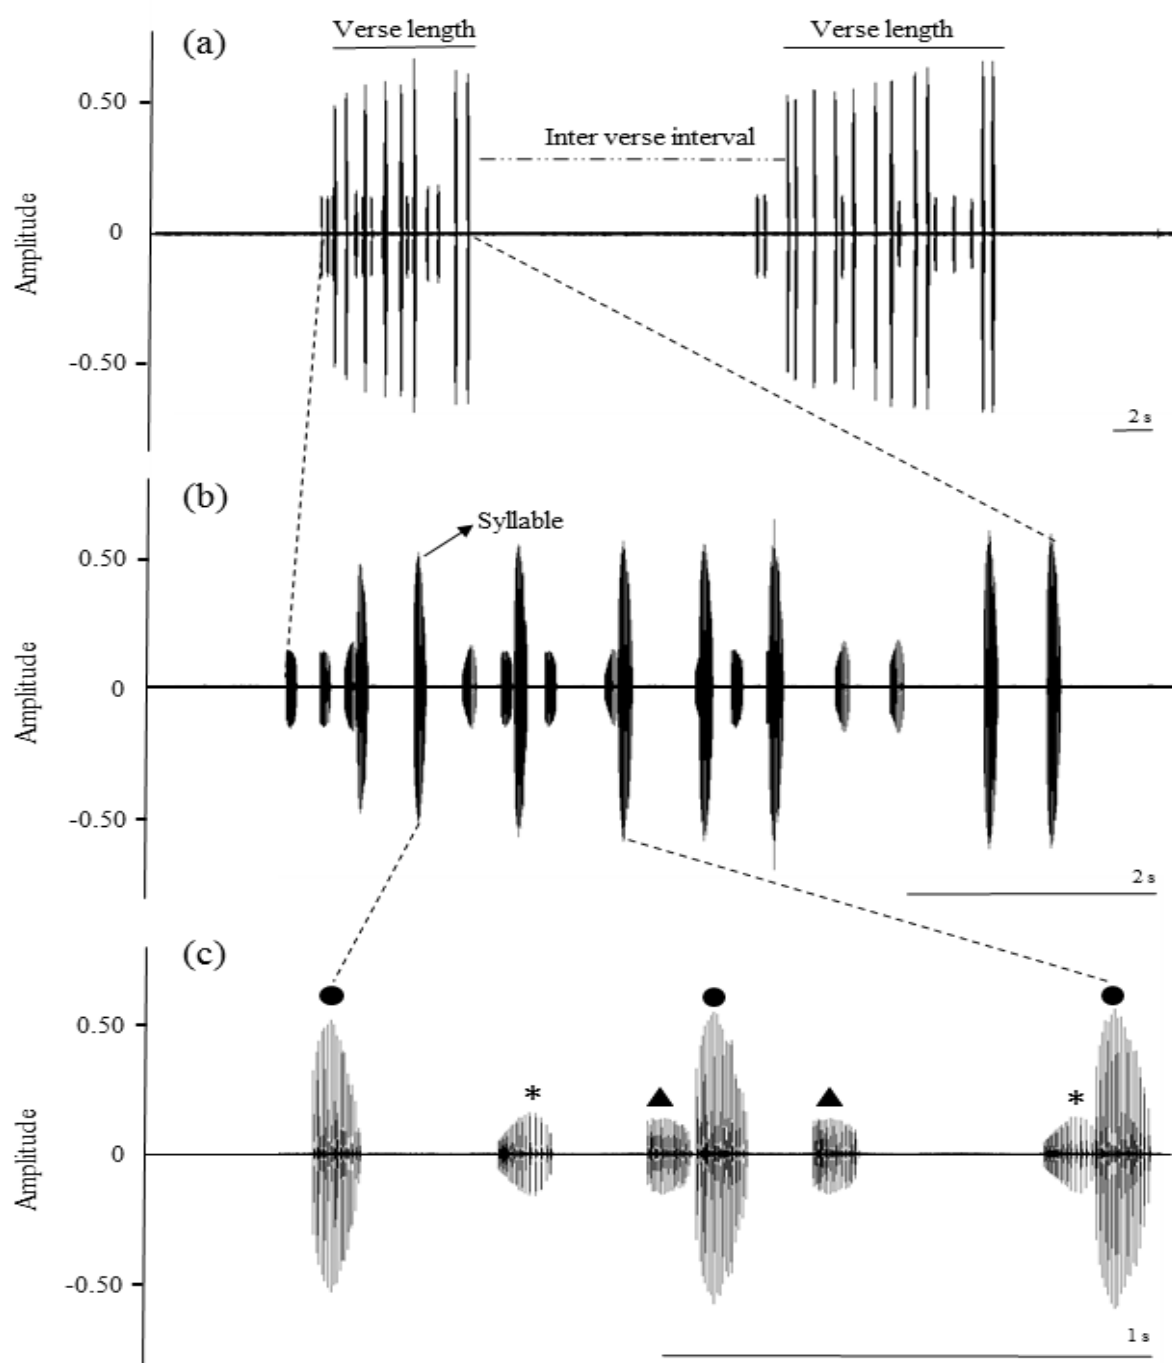 (a)
Verse length
Verse length
0.50
Inter verse interval
Amplitude
0
-0.50
2 s
(b)
Syllable
0.50
Amplitude
0
-0.50
2 s
(c)
0.50
* *
Amplitude
0
-0.50
1 s